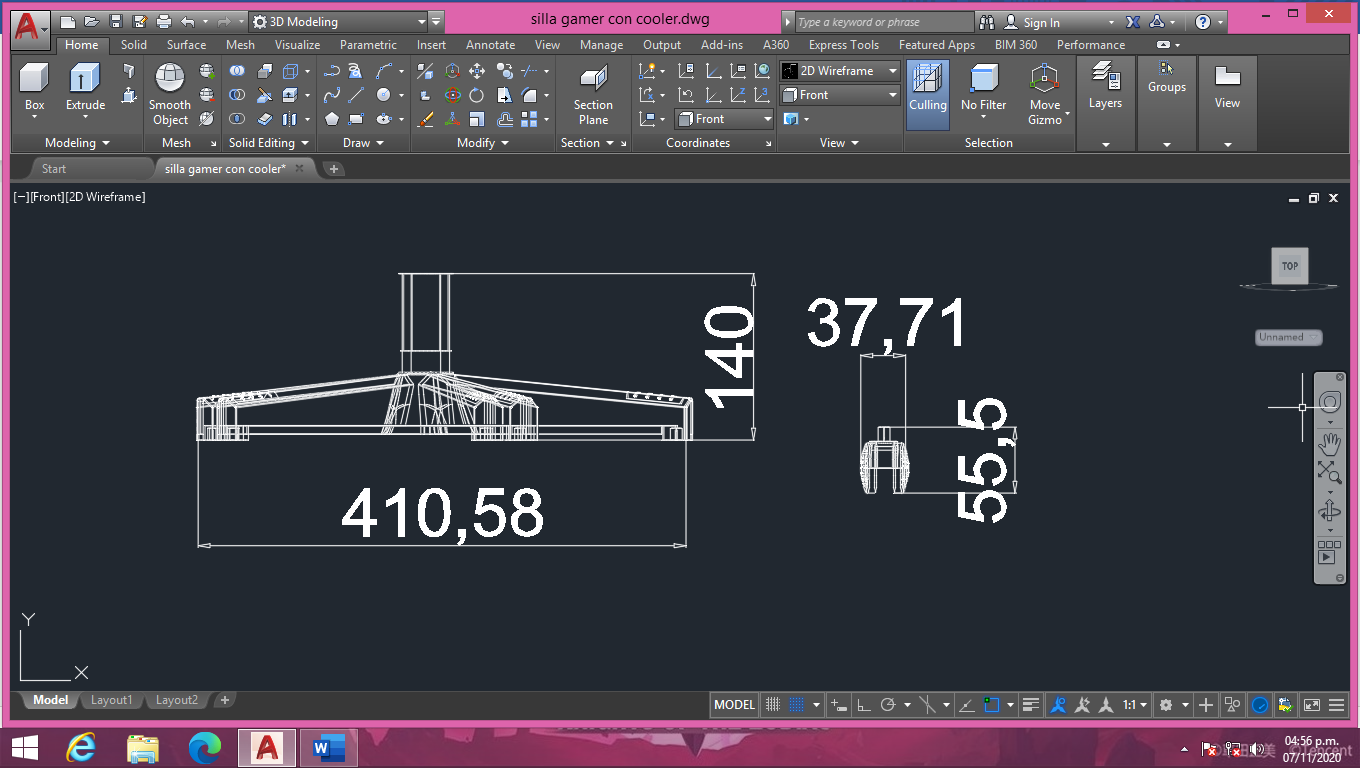 silla gamer con cooler.dwg
3D Modeling
Type a keyword or phrase
Sign In
Home Solid Surface Mesh Visualize Parametric Insert Annotate View Manage Output Add-ins A360 Express Tools Featured Apps BIM 360 Performance
Box
Extrude
Smooth Object
Section Plane
2D Wireframe
Front
Front
Culling
No Filter
Move Gizmo
Layers
Groups
View
Modeling
Mesh
Solid Editing
Draw
Modify
Section
Coordinates
View
Selection
Start
silla gamer con cooler*
[−][Front][2D Wireframe]
TOP
Unnamed
140
37,71
55,5
410,58
Y
X
Model
Layout1
Layout2
MODEL
1:1
04:56 p.m.
07/11/2020
©Tencent